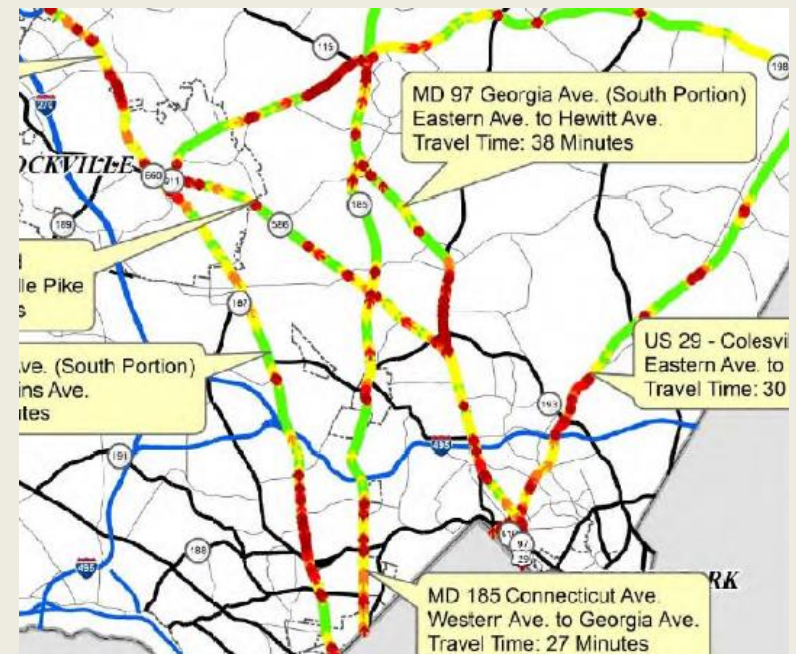 115
198
MD 97 Georgia Ave. (South Portion)
Eastern Ave. to Hewitt Ave.
Travel Time: 38 Minutes
OCKVILLE
660
911
185
189
586
lle Pike
s
187
ve. (South Portion)
ins Ave.
utes
US 29 - Colesvi
Eastern Ave. to
Travel Time: 30
193
495
191
188
495
97
29
RK
MD 185 Connecticut Ave.
Western Ave. to Georgia Ave.
Travel Time: 27 Minutes